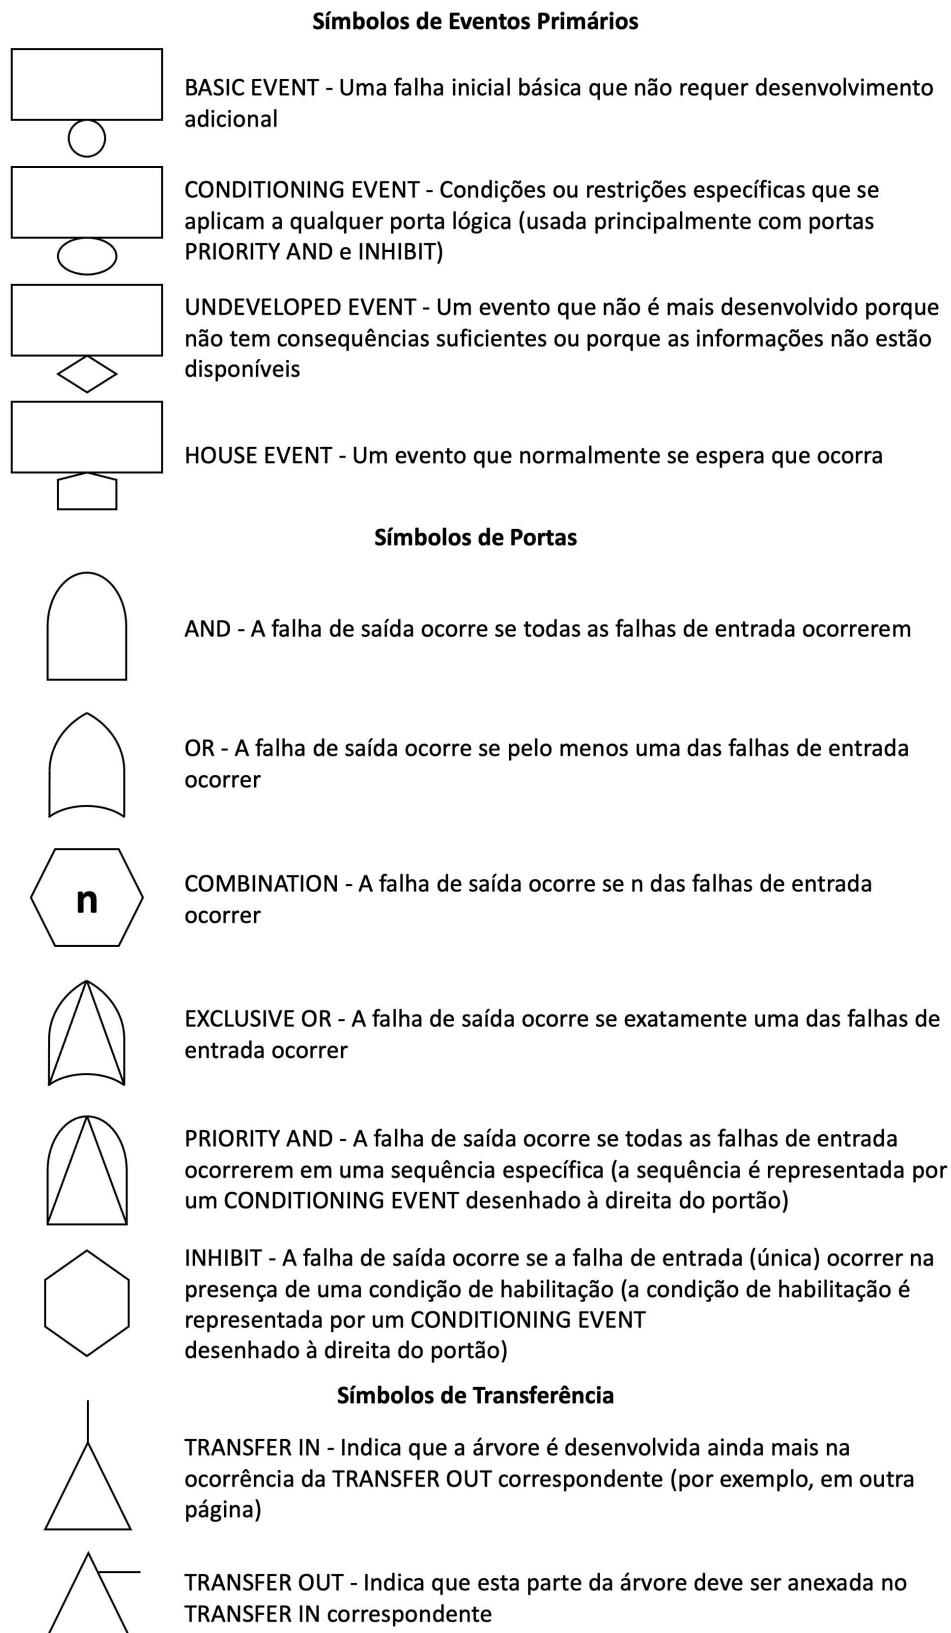 Símbolos de Eventos Primários
BASIC EVENT - Uma falha inicial básica que não requer desenvolvimento
adicional
CONDITIONING EVENT - Condições ou restrições específicas que se
aplicam a qualquer porta lógica (usada principalmente com portas
PRIORITY AND e INHIBIT)
UNDEVELOPED EVENT - Um evento que não é mais desenvolvido porque
não tem consequências suficientes ou porque as informações não estão
disponíveis
HOUSE EVENT - Um evento que normalmente se espera que ocorra
Símbolos de Portas
AND - A falha de saída ocorre se todas as falhas de entrada ocorrerem
OR - A falha de saída ocorre se pelo menos uma das falhas de entrada
ocorrer
n
COMBINATION - A falha de saída ocorre se n das falhas de entrada
ocorrer
EXCLUSIVE OR - A falha de saída ocorre se exatamente uma das falhas de
entrada ocorrer
PRIORITY AND - A falha de saída ocorre se todas as falhas de entrada
ocorrerem em uma sequência específica (a sequência é representada por
um CONDITIONING EVENT desenhado à direita do portão)
INHIBIT - A falha de saída ocorre se a falha de entrada (única) ocorrer na
presença de uma condição de habilitação (a condição de habilitação é
representada por um CONDITIONING EVENT
desenhado à direita do portão)
Símbolos de Transferência
TRANSFER IN - Indica que a árvore é desenvolvida ainda mais na
ocorrência da TRANSFER OUT correspondente (por exemplo, em outra
página)
TRANSFER OUT - Indica que esta parte da árvore deve ser anexada no
TRANSFER IN correspondente